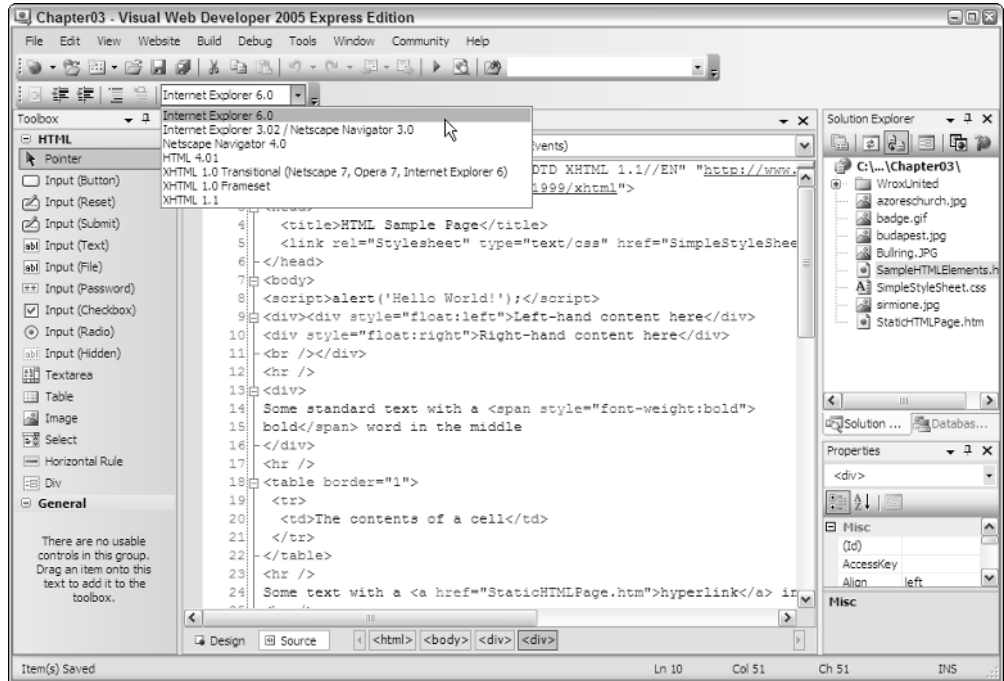 Chapter03 - Visual Web Developer 2005 Express Edition
File Edit View Website Build Debug Tools Window Community Help
Internet Explorer 6.0
Internet Explorer 6.0
Internet Explorer 3.02 / Netscape Navigator 3.0
Netscape Navigator 4.0
HTML 4.01
XHTML 1.0 Transitional (Netscape 7, Opera 7, Internet Explorer 6)
XHTML 1.0 Frameset
XHTML 1.1
Toolbox
HTML
Pointer
Input (Button)
Input (Reset)
Input (Submit)
Input (Text)
Input (File)
Input (Password)
Input (Checkbox)
Input (Radio)
Input (Hidden)
Textarea
Table
Image
Select
Horizontal Rule
Div
General
There are no usable
controls in this group.
Drag an item onto this
text to add it to the
toolbox.
Events)
DTD XHTML 1.1//EN" "http://www.
1999/xhtml">
4 <title>HTML Sample Page</title>
5 <link rel="Stylesheet" type="text/css" href="SimpleStyleShee
6 </head>
7 <body>
8 <script>alert('Hello World!');</script>
9 <div><div style="float:left">Left-hand content here</div>
10 <div style="float:right">Right-hand content here</div>
11 <br /></div>
12 <hr />
13 <div>
14 Some standard text with a <span style="font-weight:bold">
15 bold</span> word in the middle
16 </div>
17 <hr />
18 <table border="1">
19 <tr>
20 <td>The contents of a cell</td>
21 </tr>
22 </table>
23 <hr />
24 Some text with a <a href="StaticHTMLPage.htm">hyperlink</a> in
Design Source <html> <body> <div> <div>
Solution Explorer
C:\...\Chapter03\
WroxUnited
azoreschurch.jpg
badge.gif
budapest.jpg
Bullring.JPG
SampleHTMLElements.h
SimpleStyleSheet.css
sirmione.jpg
StaticHTMLPage.htm
Solution ... Databas...
Properties
<div>
Misc
(Id)
AccessKey
Align left
Misc
Item(s) Saved Ln 10 Col 51 Ch 51 INS